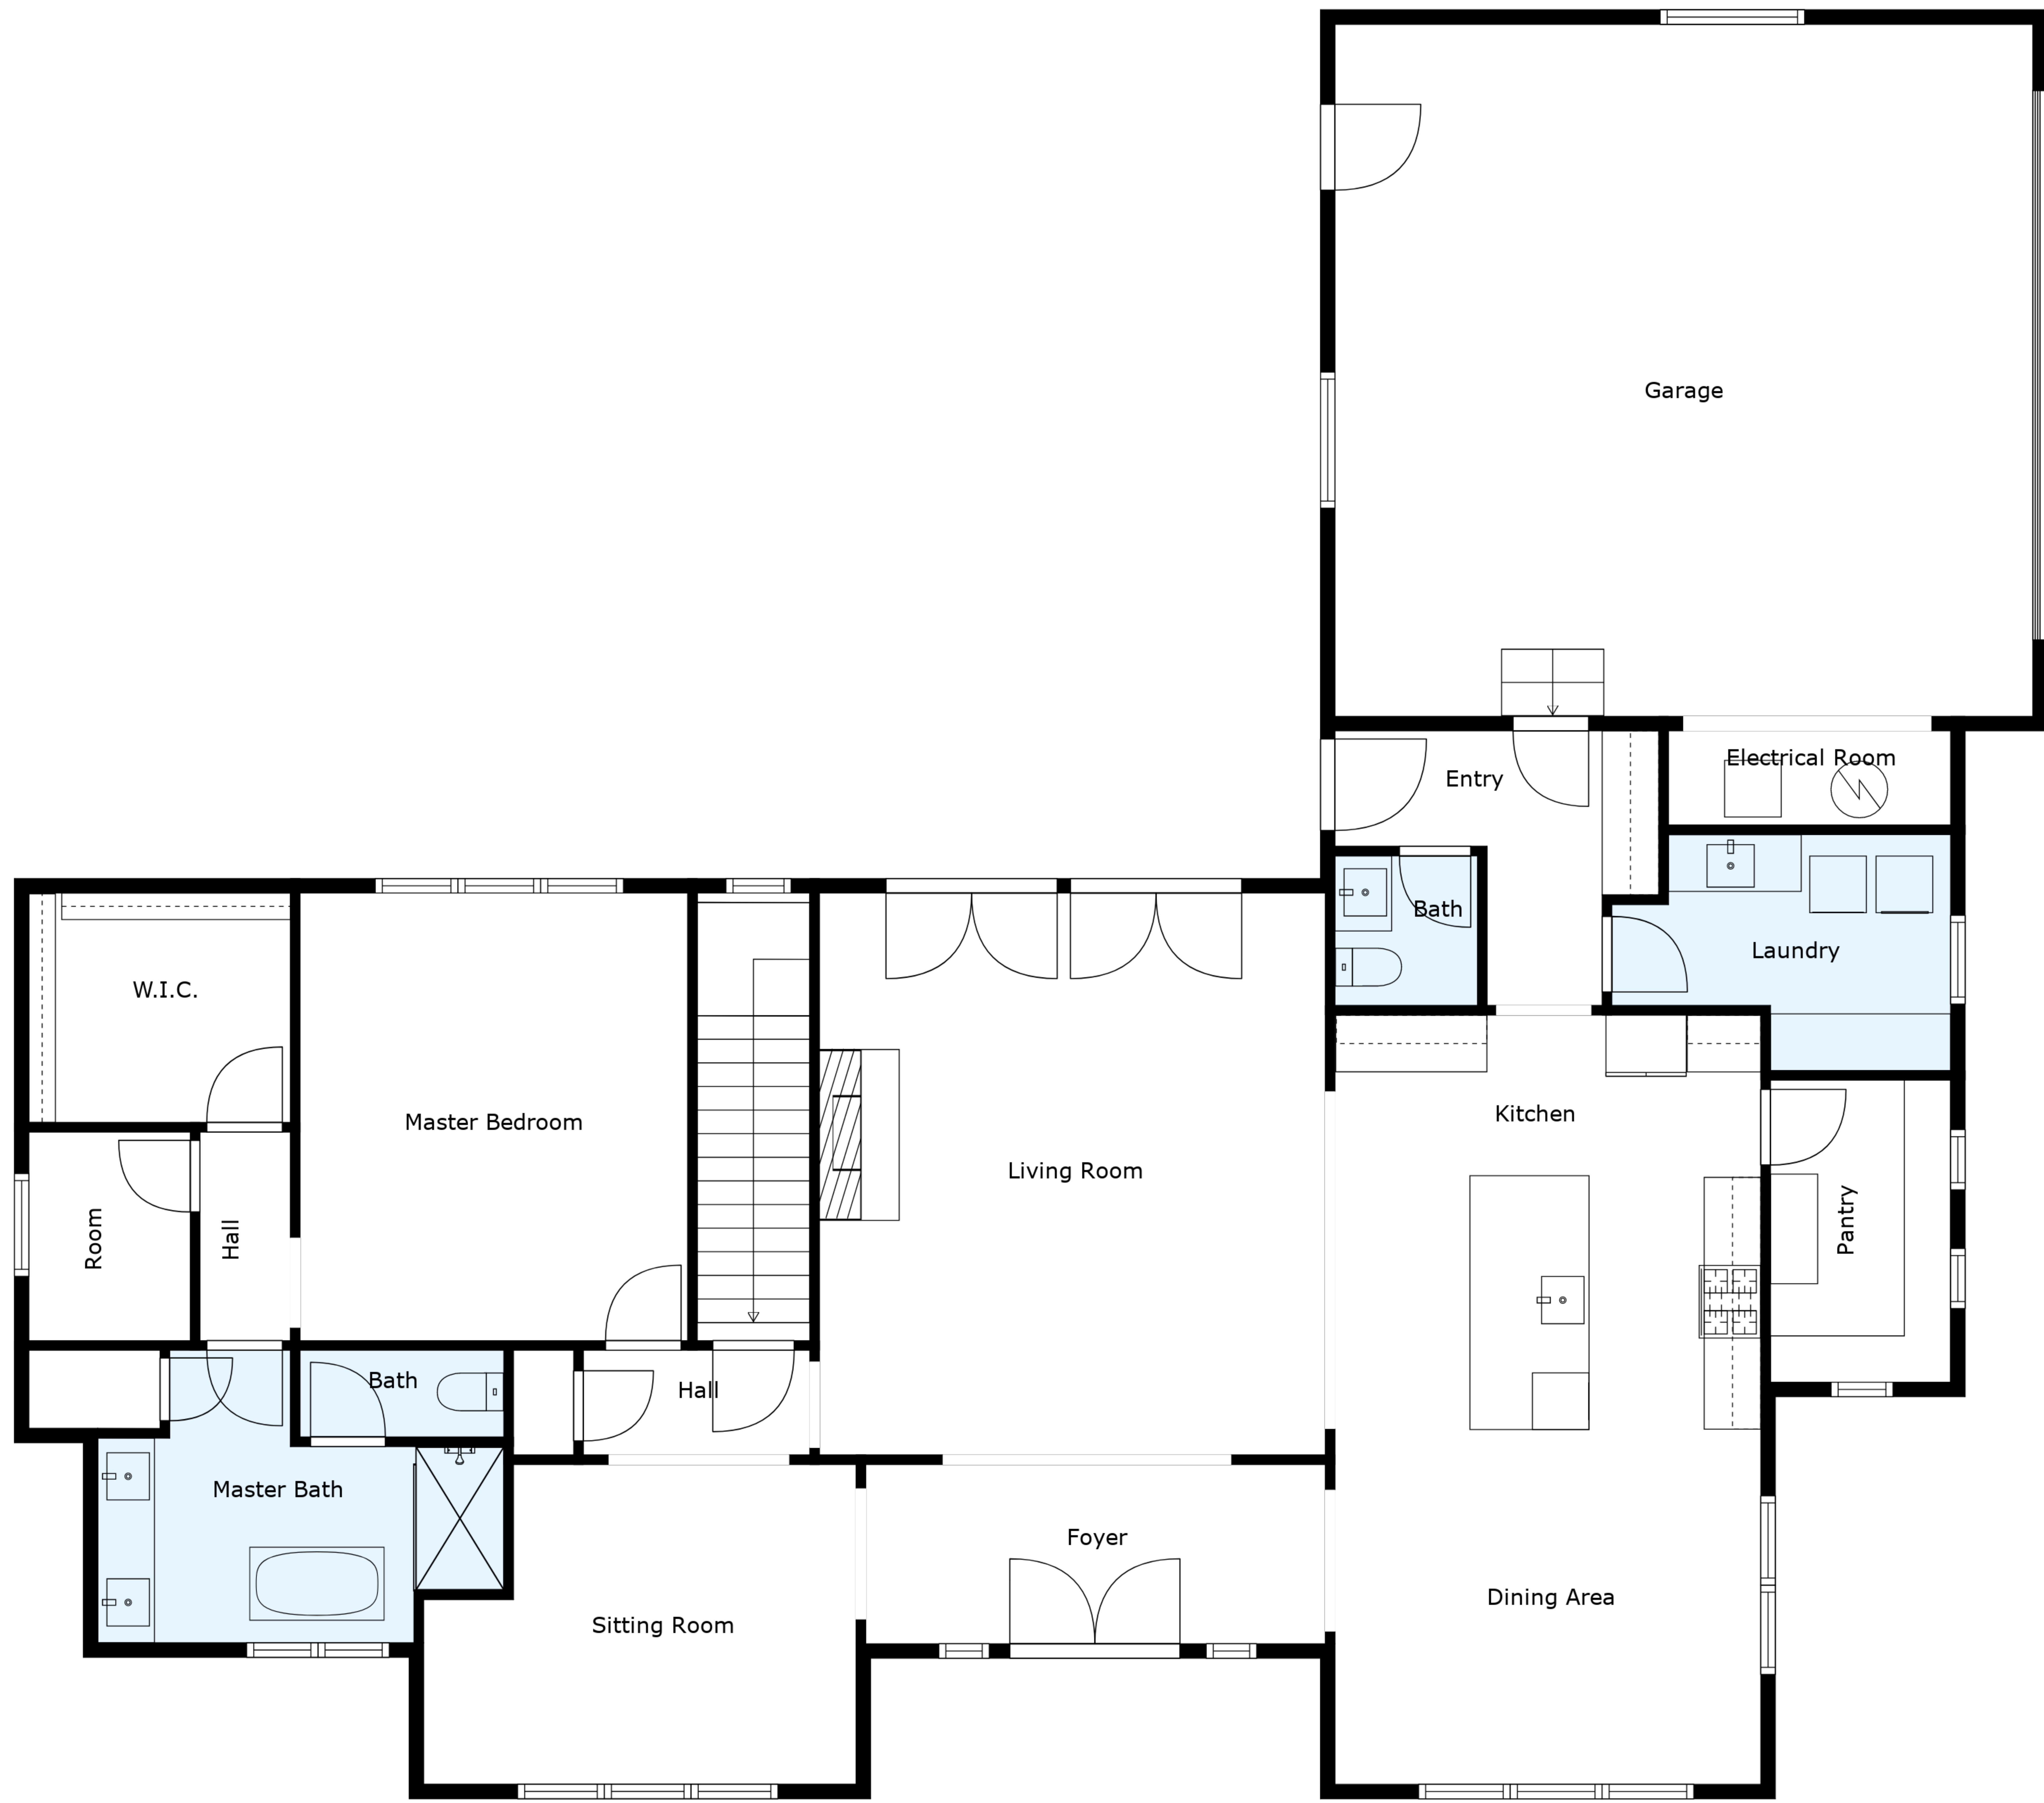 Garage
Electrical Room
Entry
Bath
Laundry
W.I.C.
Master Bedroom
Living Room
Kitchen
Room
Hall
Pantry
Bath
Hall
Master Bath
Foyer
Sitting Room
Dining Area